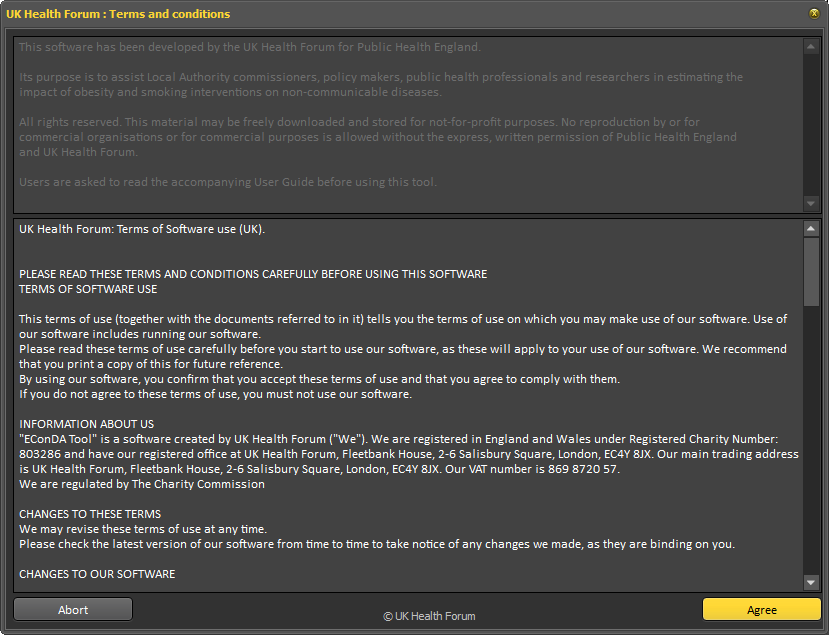 UK Health Forum : Terms and conditions
This software has been developed by the UK Health Forum for Public Health England.
Its purpose is to assist Local Authority commissioners, policy makers, public health professionals and researchers in estimating the
impact of obesity and smoking interventions on non-communicable diseases.
All rights reserved. This material may be freely downloaded and stored for not-for-profit purposes. No reproduction by or for
commercial organisations or for commercial purposes is allowed without the express, written permission of Public Health England
and UK Health Forum.
Users are asked to read the accompanying User Guide before using this tool.
UK Health Forum: Terms of Software use (UK).
PLEASE READ THESE TERMS AND CONDITIONS CAREFULLY BEFORE USING THIS SOFTWARE
TERMS OF SOFTWARE USE
This terms of use (together with the documents referred to in it) tells you the terms of use on which you may make use of our software. Use of
our software includes running our software.
Please read these terms of use carefully before you start to use our software, as these will apply to your use of our software. We recommend
that you print a copy of this for future reference.
By using our software, you confirm that you accept these terms of use and that you agree to comply with them.
If you do not agree to these terms of use, you must not use our software.
INFORMATION ABOUT US
"EConDA Tool" is a software created by UK Health Forum ("We"). We are registered in England and Wales under Registered Charity Number:
803286 and have our registered office at UK Health Forum, Fleetbank House, 2-6 Salisbury Square, London, EC4Y 8JX. Our main trading address
is UK Health Forum, Fleetbank House, 2-6 Salisbury Square, London, EC4Y 8JX. Our VAT number is 869 8720 57.
We are regulated by The Charity Commission
CHANGES TO THESE TERMS
We may revise these terms of use at any time.
Please check the latest version of our software from time to time to take notice of any changes we made, as they are binding on you.
CHANGES TO OUR SOFTWARE
Abort
© UK Health Forum
Agree